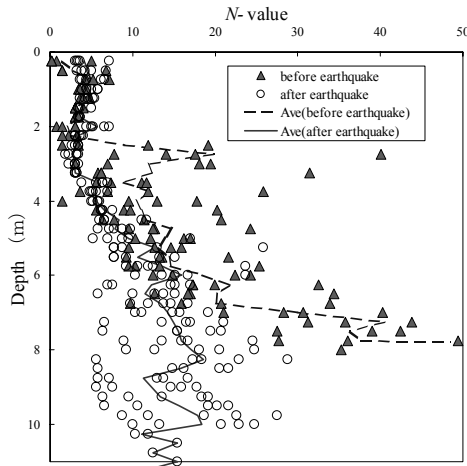 N- value
0 10 20 30 40 50
0
2
4
6
8
10
Depth （m）
before earthquake
after earthquake
Ave(before earthquake)
Ave(after earthquake)